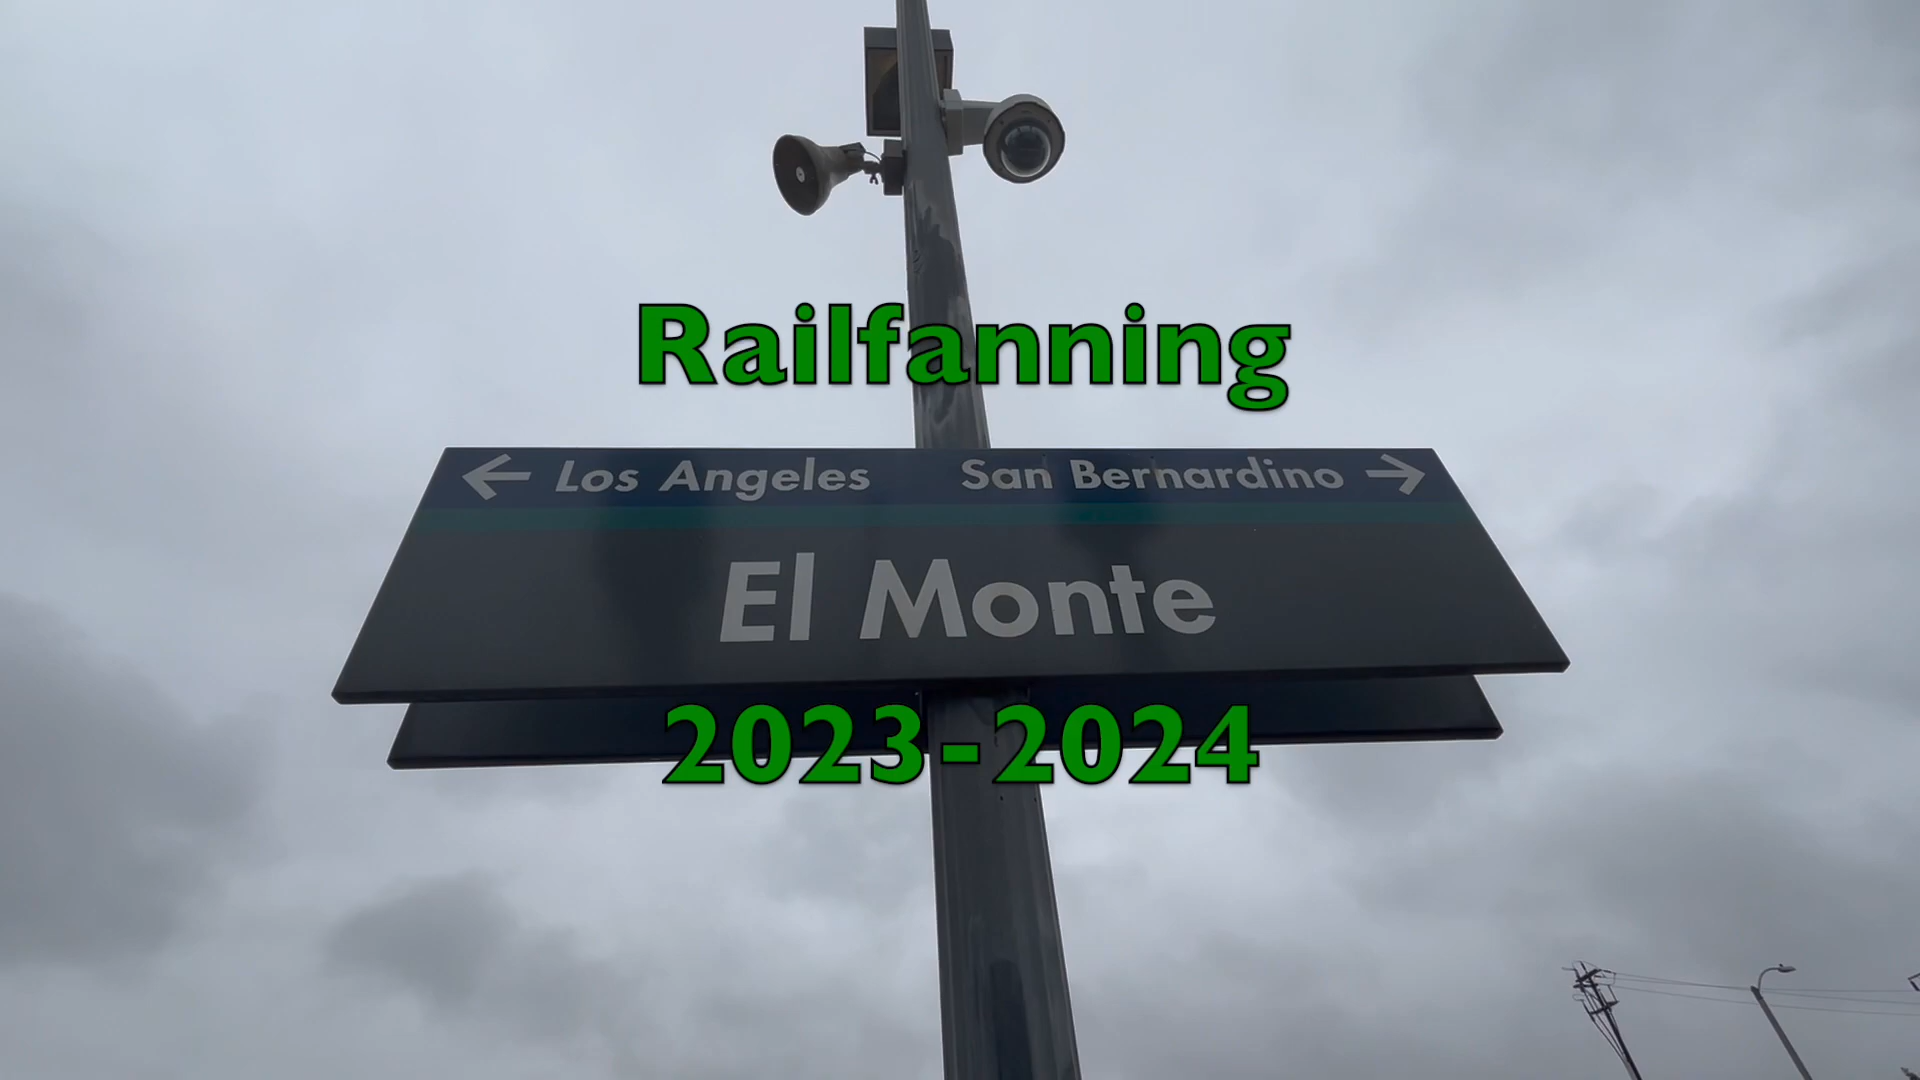 Railfanning
← Los Angeles San Bernardino →
El Monte
2023-2024